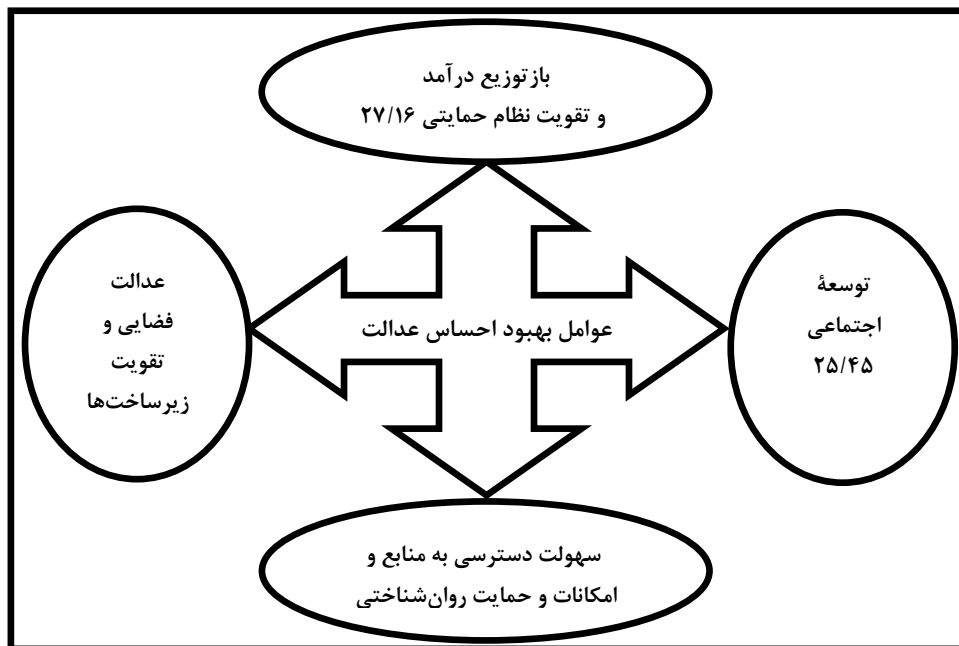 بازتوزیع درآمد
و تقویت نظام حمایتی ۲۷/۱۶
توسعۀ
اجتماعی
۲۵/۴۵
عوامل بهبود احساس عدالت
عدالت
فضایی و
تقویت
زیرساخت‌ها
سهولت دسترسی به منابع و
امکانات و حمایت روان‌شناختی